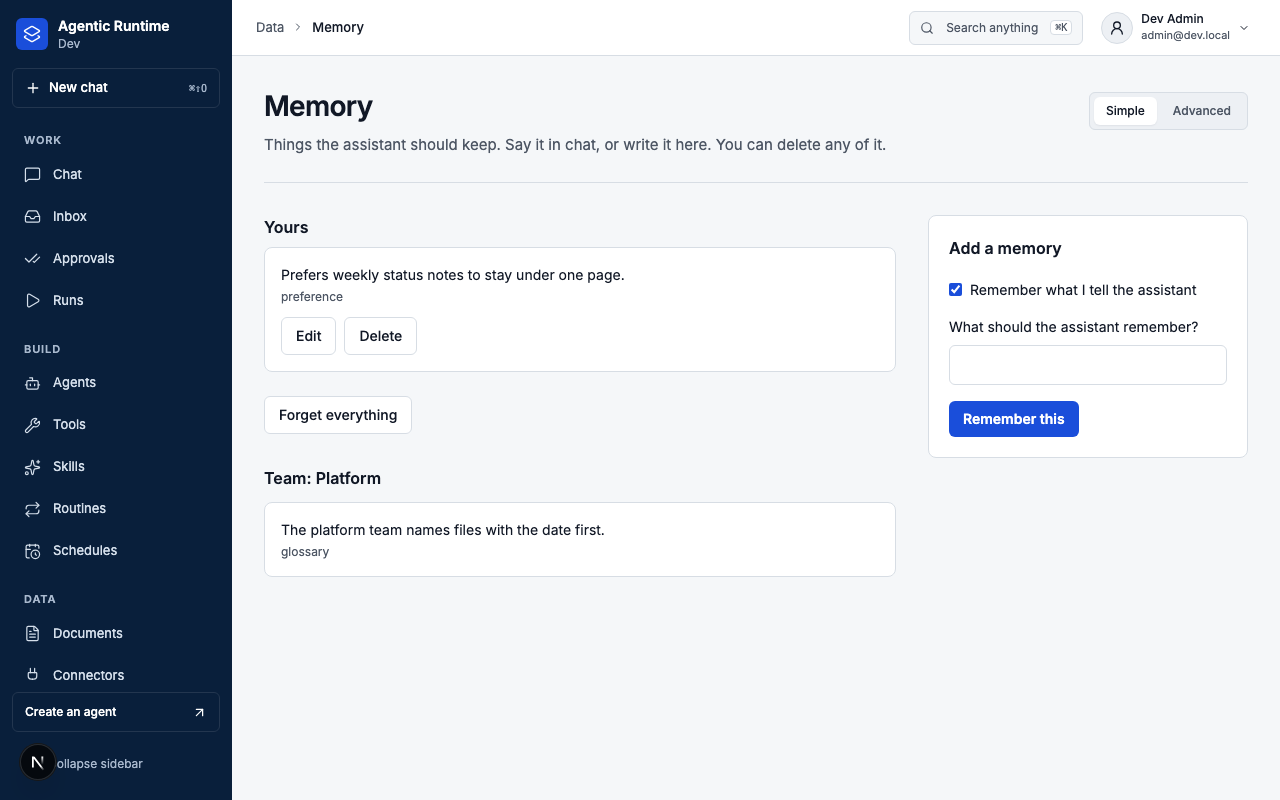 Agentic Runtime
Dev
New chat ⌘⇧O
WORK
Chat
Inbox
Approvals
Runs
BUILD
Agents
Tools
Skills
Routines
Schedules
DATA
Documents
Connectors
Create an agent
N
ollapse sidebar
Data > Memory
Search anything ⌘K
Dev Admin
admin@dev.local
Memory
Simple Advanced
Things the assistant should keep. Say it in chat, or write it here. You can delete any of it.
Yours
Prefers weekly status notes to stay under one page.
preference
Edit Delete
Forget everything
Team: Platform
The platform team names files with the date first.
glossary
Add a memory
Remember what I tell the assistant
What should the assistant remember?
Remember this